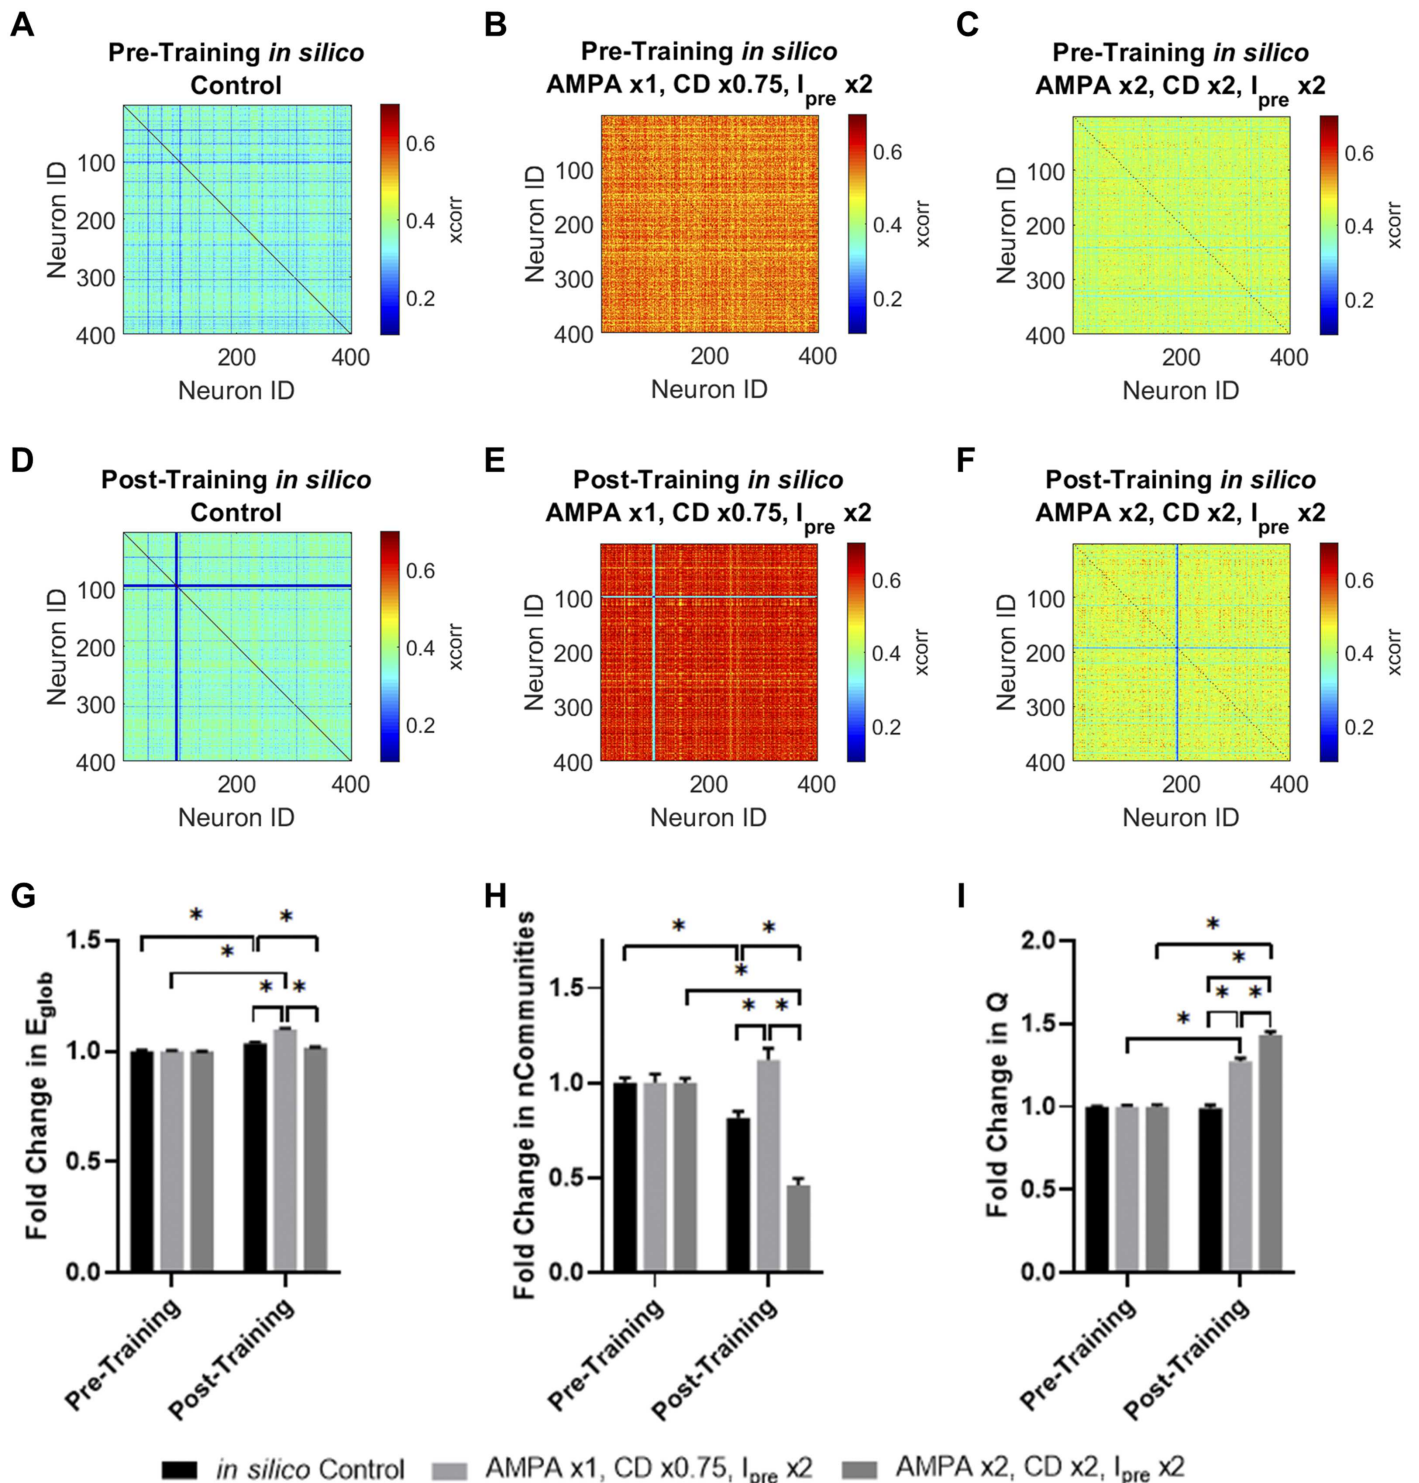 A
Pre-Training in silico
Control
Neuron ID
100
200
300
400
200
400
Neuron ID
0.6
0.4
0.2
xcorr
B
Pre-Training in silico
AMPA x1, CD x0.75, Ipre x2
Neuron ID
100
200
300
400
200
400
Neuron ID
0.6
0.4
0.2
xcorr
C
Pre-Training in silico
AMPA x2, CD x2, Ipre x2
Neuron ID
100
200
300
400
200
400
Neuron ID
0.6
0.4
0.2
xcorr
D
Post-Training in silico
Control
Neuron ID
100
200
300
400
200
400
Neuron ID
0.6
0.4
0.2
xcorr
E
Post-Training in silico
AMPA x1, CD x0.75, Ipre x2
Neuron ID
100
200
300
400
200
400
Neuron ID
0.6
0.4
0.2
xcorr
F
Post-Training in silico
AMPA x2, CD x2, Ipre x2
Neuron ID
100
200
300
400
200
400
Neuron ID
0.6
0.4
0.2
xcorr
G
Fold Change in Eglob
1.5
1.0
0.5
0.0
* *
*
* *
Pre-Training
Post-Training
H
Fold Change in nCommunities
1.5
1.0
0.5
0.0
* *
*
* *
Pre-Training
Post-Training
I
Fold Change in Q
2.0
1.5
1.0
0.5
0.0
*
*
* *
*
Pre-Training
Post-Training
in silico Control
AMPA x1, CD x0.75, Ipre x2
AMPA x2, CD x2, Ipre x2